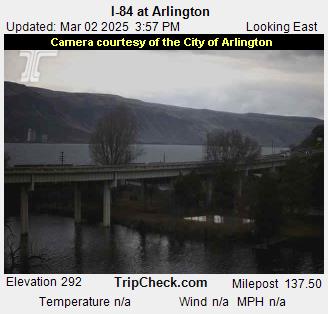 I-84 at Arlington
Updated: Mar 02 2025 3:57 PM Looking East
Camera courtesy of the City of Arlington
Elevation 292 TripCheck.com Milepost 137.50
Temperature n/a Wind n/a MPH n/a